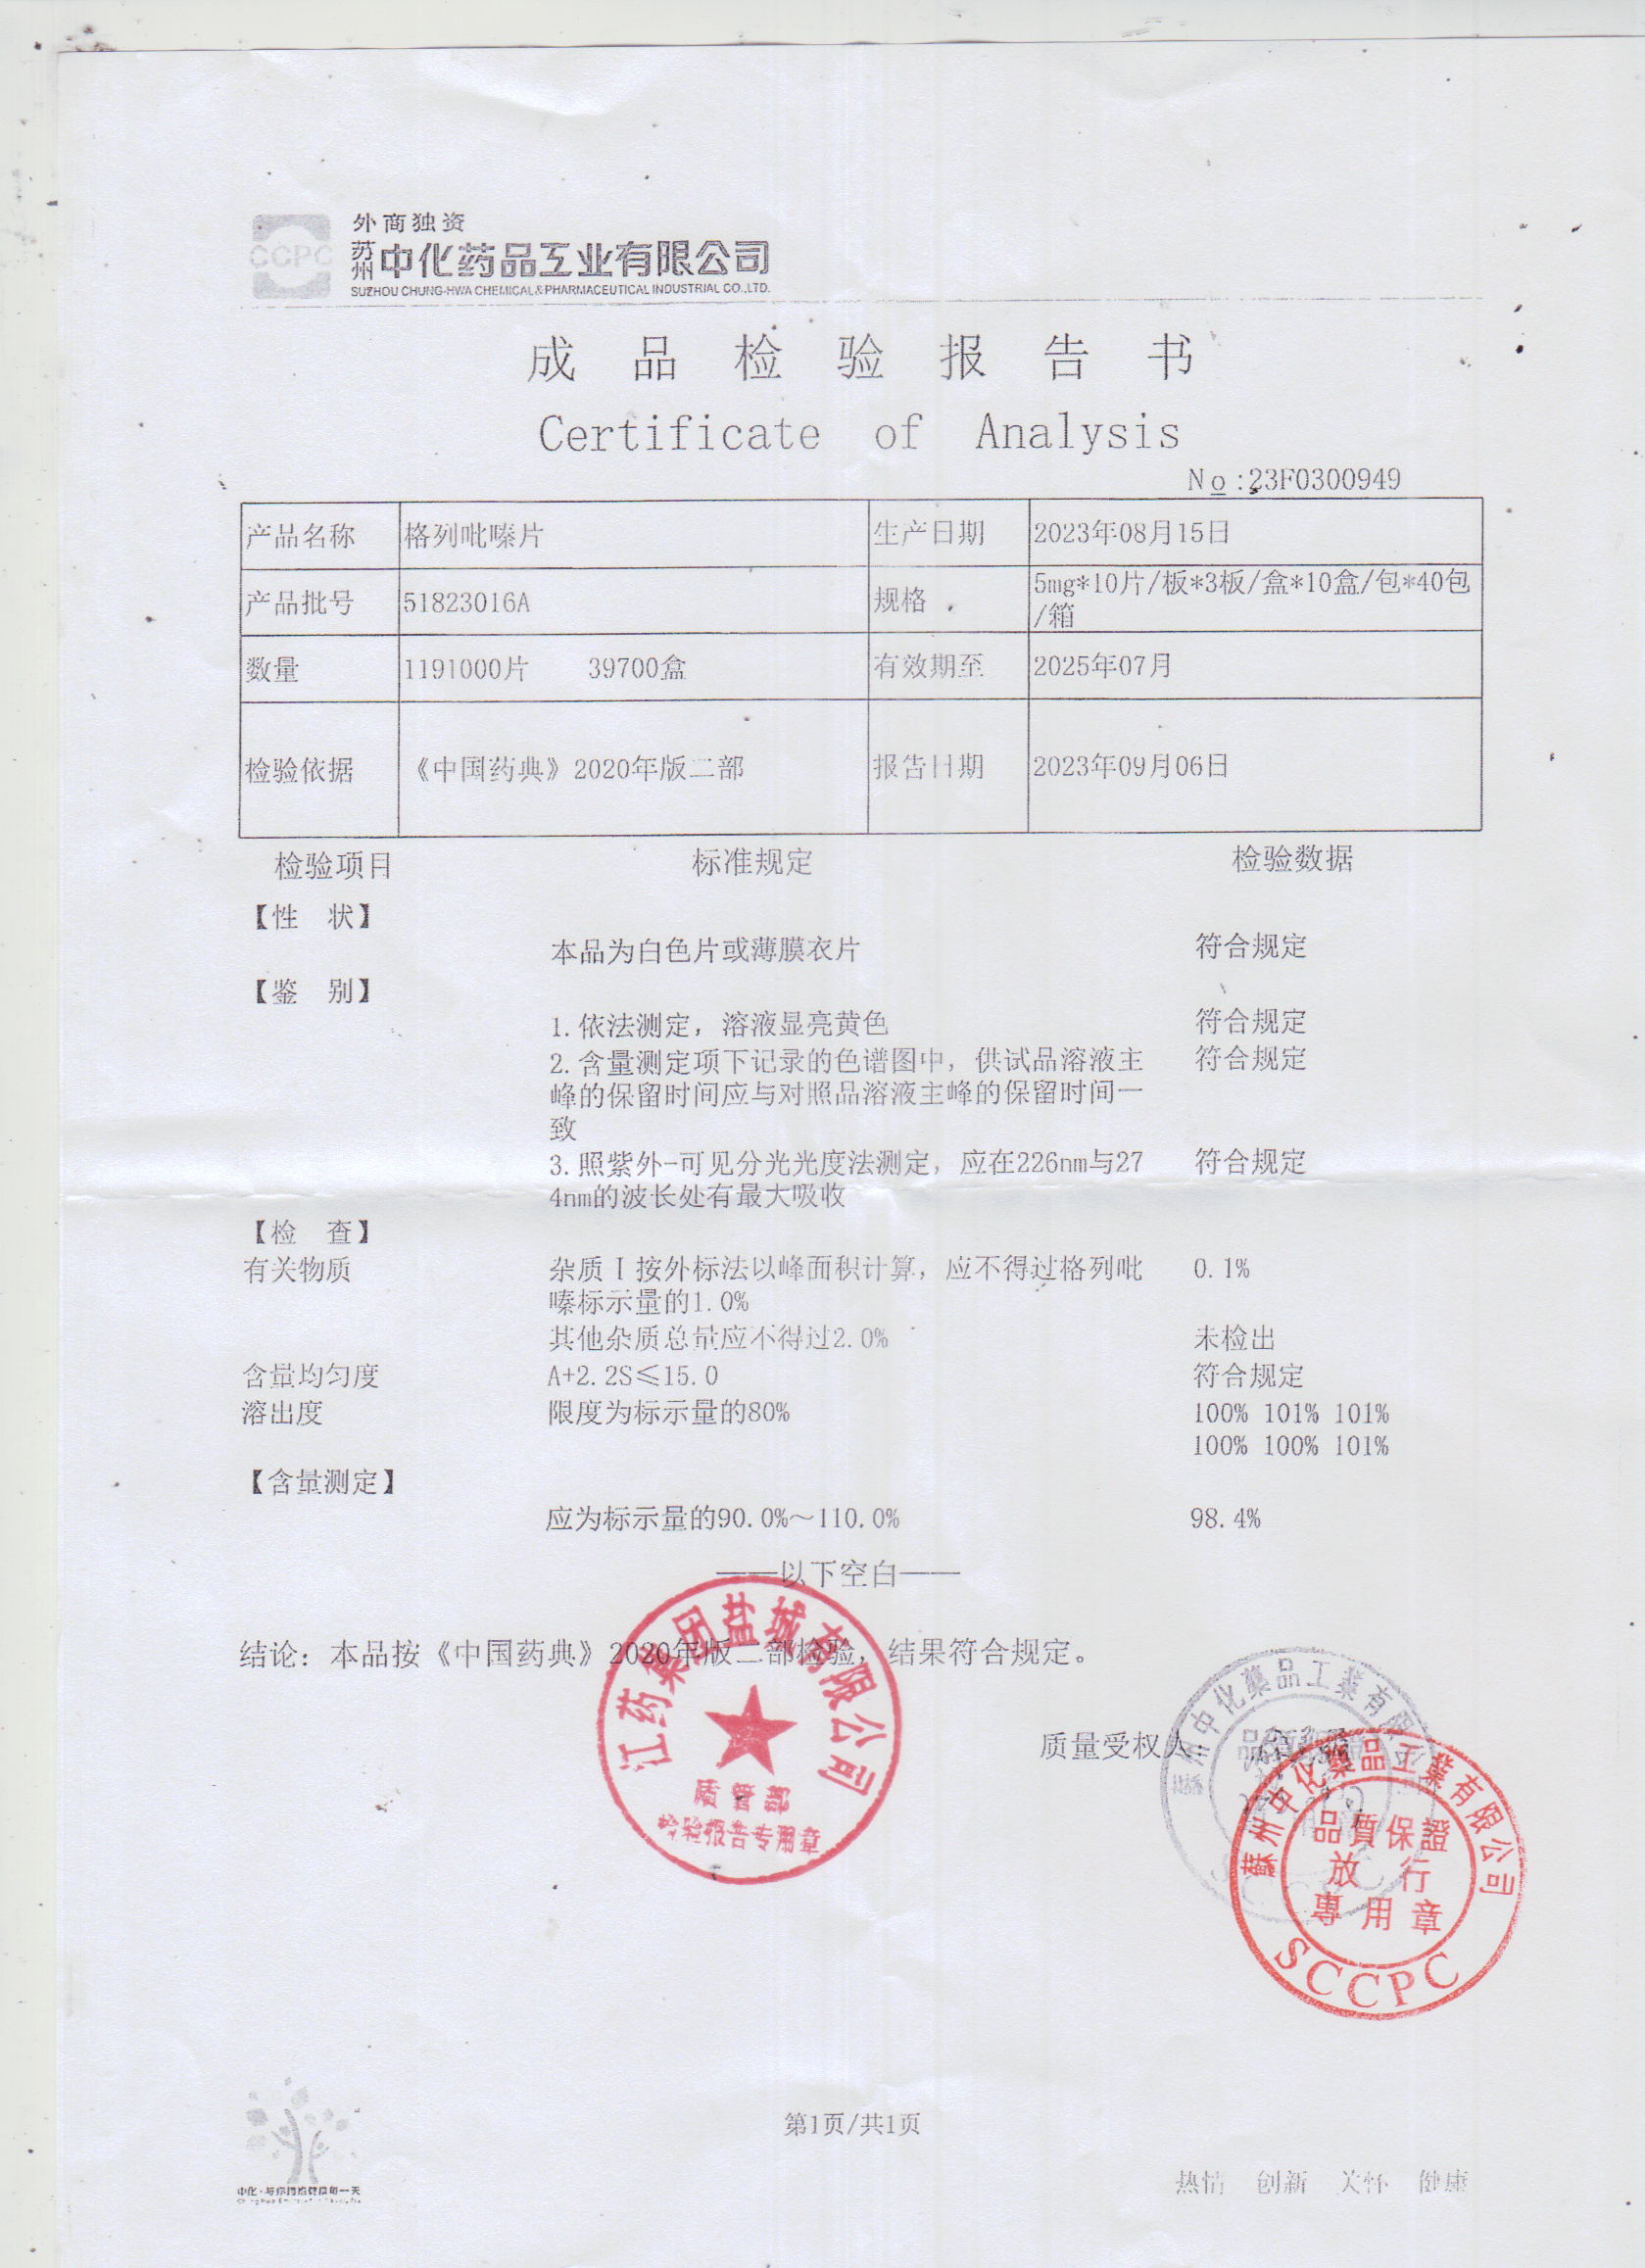 CCPC
外商独资
苏州中化药品工业有限公司
SUZHOU CHUNG-HWA CHEMICAL & PHARMACEUTICAL INDUSTRIAL CO.,LTD.
成品检验报告书
Certificate of Analysis
No:23F0300949
产品名称 格列吡嗪片 生产日期 2023年08月15日
产品批号 51823016A 规格 5mg*10片/板*3板/盒*10盒/包*40包
/箱
数量 1191000片 39700盒 有效期至 2025年07月
检验依据 《中国药典》2020年版二部 报告日期 2023年09月06日
检验项目 标准规定 检验数据
【性 状】
本品为白色片或薄膜衣片 符合规定
【鉴 别】
1.依法测定，溶液显亮黄色 符合规定
2.含量测定项下记录的色谱图中，供试品溶液主 符合规定
峰的保留时间应与对照品溶液主峰的保留时间一
致
3.照紫外-可见分光光度法测定，应在226nm与27 符合规定
4nm的波长处有最大吸收
【检 查】
有关物质 杂质Ⅰ按外标法以峰面积计算，应不得过格列吡 0.1%
嗪标示量的1.0%
其他杂质总量应不得过2.0% 未检出
含量均匀度 A+2.2S≤15.0 符合规定
溶出度 限度为标示量的80% 100% 101% 101%
100% 100% 101%
【含量测定】
应为标示量的90.0%～110.0% 98.4%
——以下空白——
结论：本品按《中国药典》2020年版二部检验，结果符合规定。
江药集团盐城有限公司
质管部
检验报告专用章
质量受权人：
蘇州中化藥品工業有限公司
蘇州中化藥品工業有限公司
品質保證
放行
專用章
SCCPC
第1页/共1页
热情 创新 关怀 健康